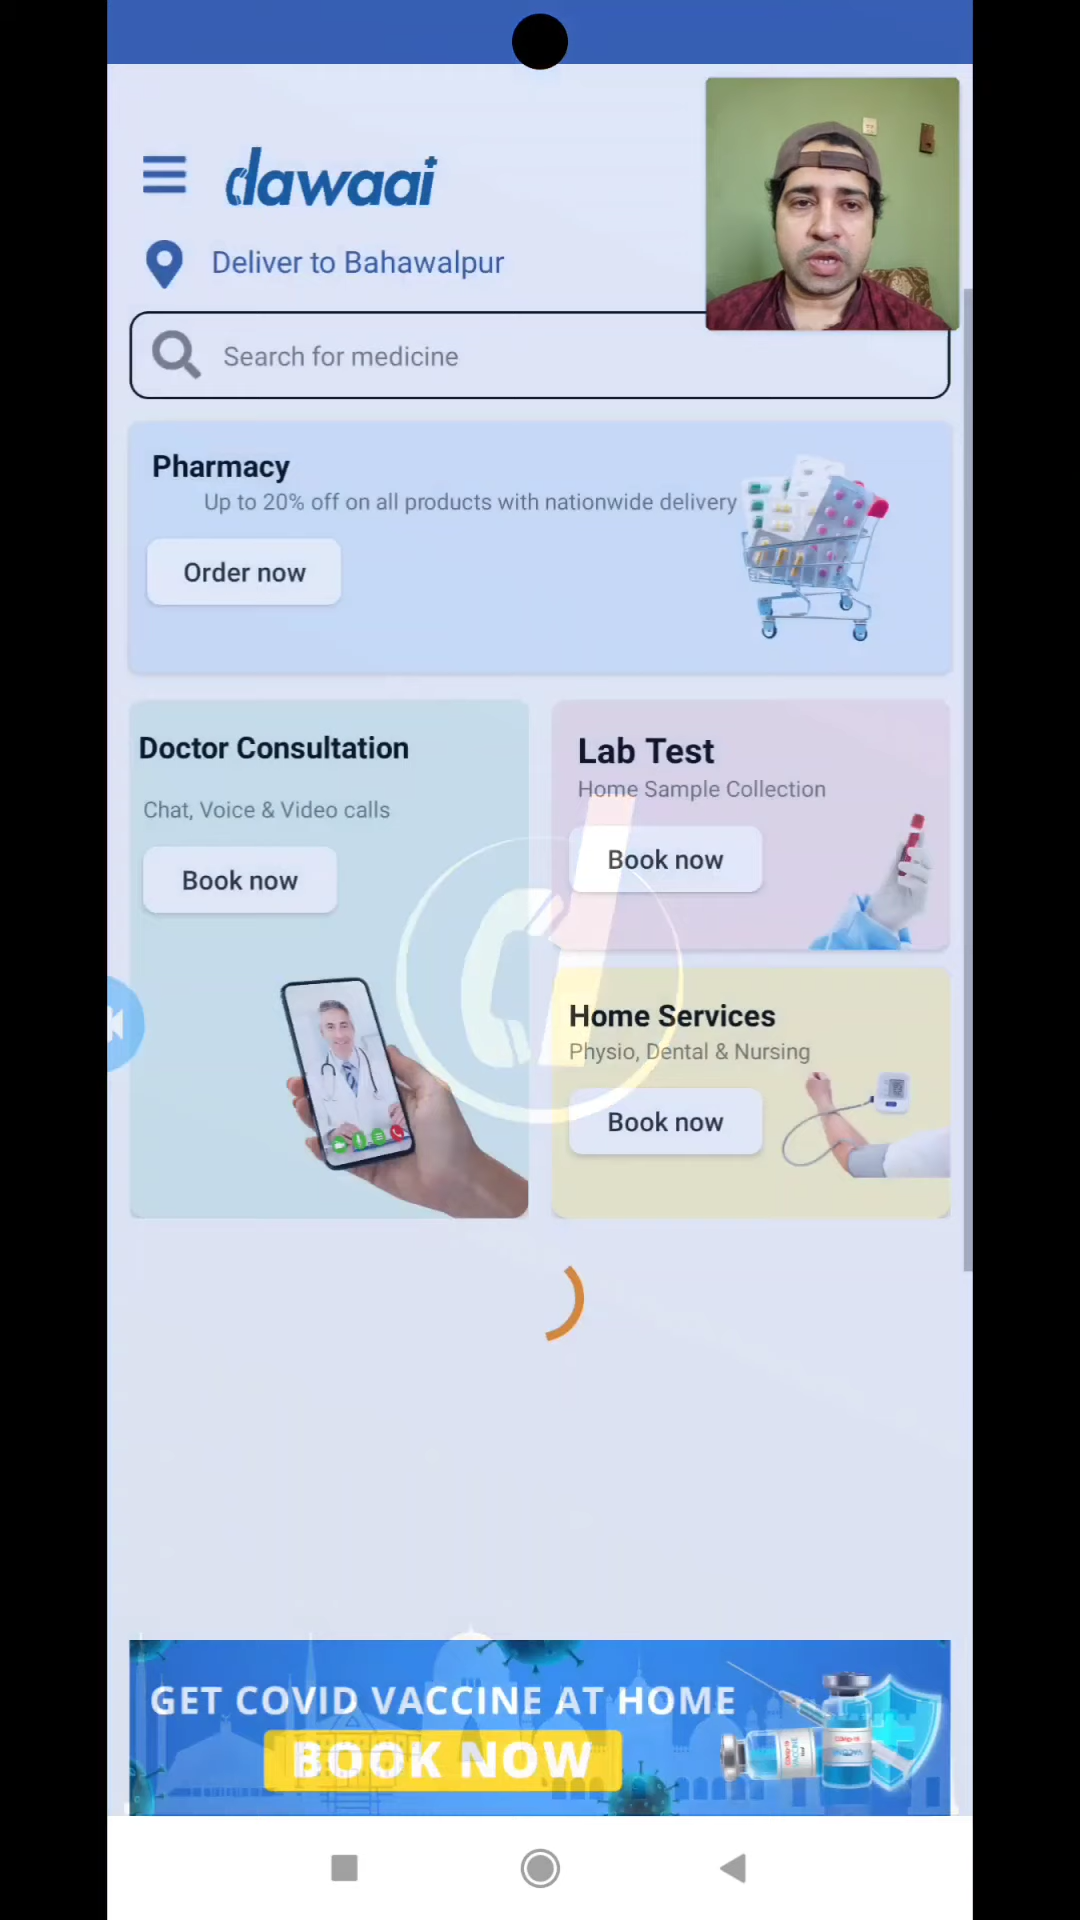 dawaai
Deliver to Bahawalpur
Search for medicine
Pharmacy
Up to 20% off on all products with nationwide delivery
Order now
Doctor Consultation
Chat, Voice & Video calls
Book now
Lab Test
Home Sample Collection
Book now
Home Services
Physio, Dental & Nursing
Book now
GET COVID VACCINE AT HOME
BOOK NOW